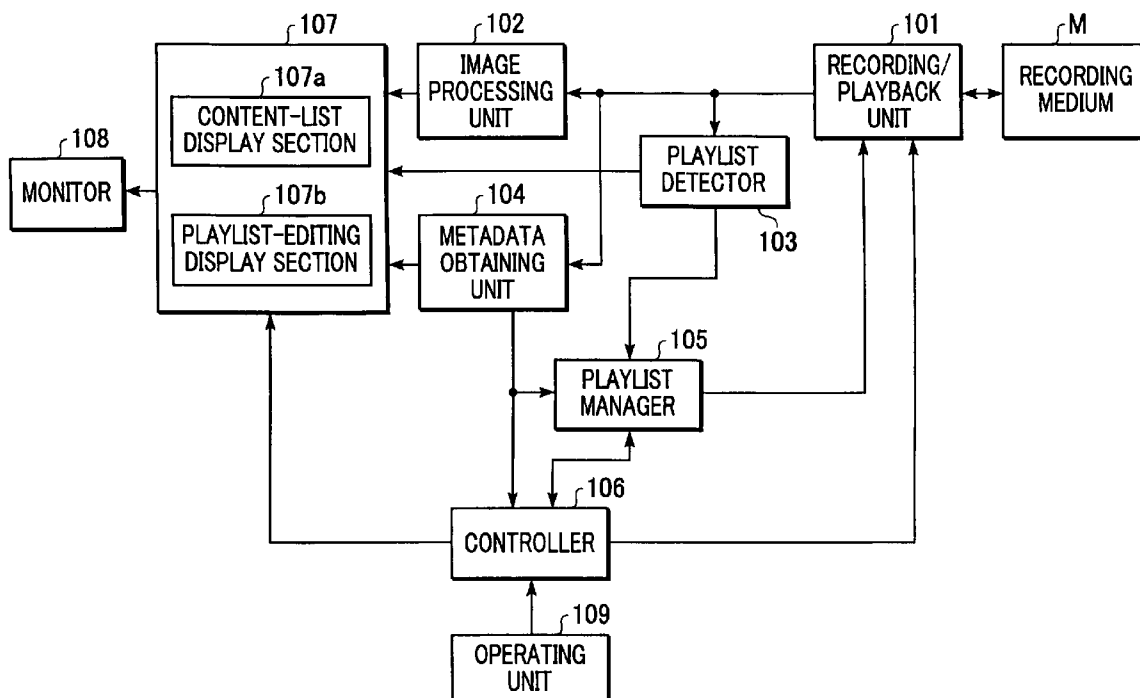 107
102
101
M
107a
IMAGE
PROCESSING
UNIT
RECORDING/
PLAYBACK
UNIT
RECORDING
MEDIUM
CONTENT-LIST
DISPLAY SECTION
108
MONITOR
PLAYLIST
DETECTOR
103
107b
104
PLAYLIST-EDITING
DISPLAY SECTION
METADATA
OBTAINING
UNIT
105
PLAYLIST
MANAGER
106
CONTROLLER
109
OPERATING
UNIT